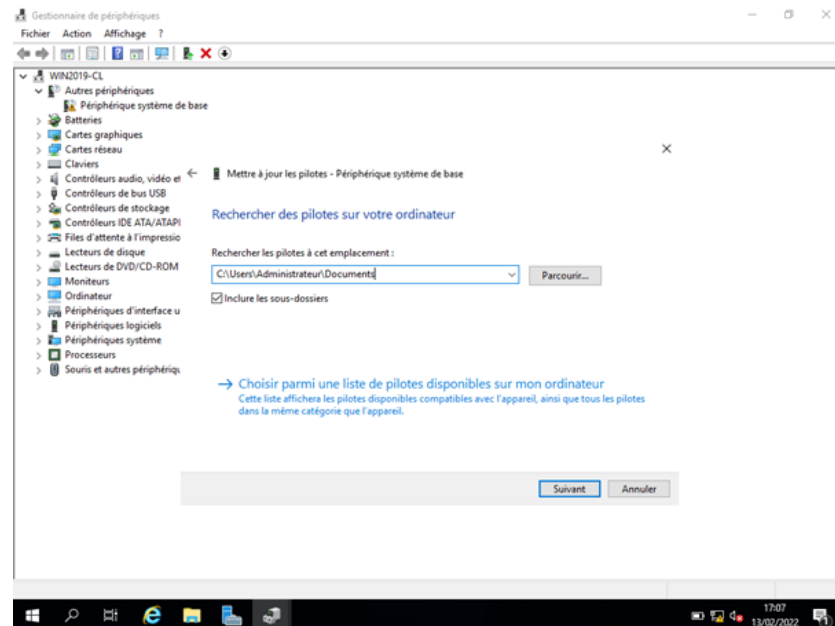 Gestionnaire de périphériques
Fichier Action Affichage ?
WIN2019-CL
Autres périphériques
Périphérique système de base
Batteries
Cartes graphiques
Cartes réseau
Claviers
Contrôleurs audio, vidéo et
Contrôleurs de bus USB
Contrôleurs de stockage
Contrôleurs IDE ATA/ATAPI
Files d'attente à l'impressio
Lecteurs de disque
Lecteurs de DVD/CD-ROM
Moniteurs
Ordinateur
Périphériques d'interface u
Périphériques logiciels
Périphériques système
Processeurs
Souris et autres périphériqu
Mettre à jour les pilotes - Périphérique système de base
Rechercher des pilotes sur votre ordinateur
Rechercher les pilotes à cet emplacement :
C:\Users\Administrateur\Documents
Parcourir...
Inclure les sous-dossiers
Choisir parmi une liste de pilotes disponibles sur mon ordinateur
Cette liste affichera les pilotes disponibles compatibles avec l'appareil, ainsi que tous les pilotes
dans la même catégorie que l'appareil.
Suivant Annuler
17:07
13/02/2022